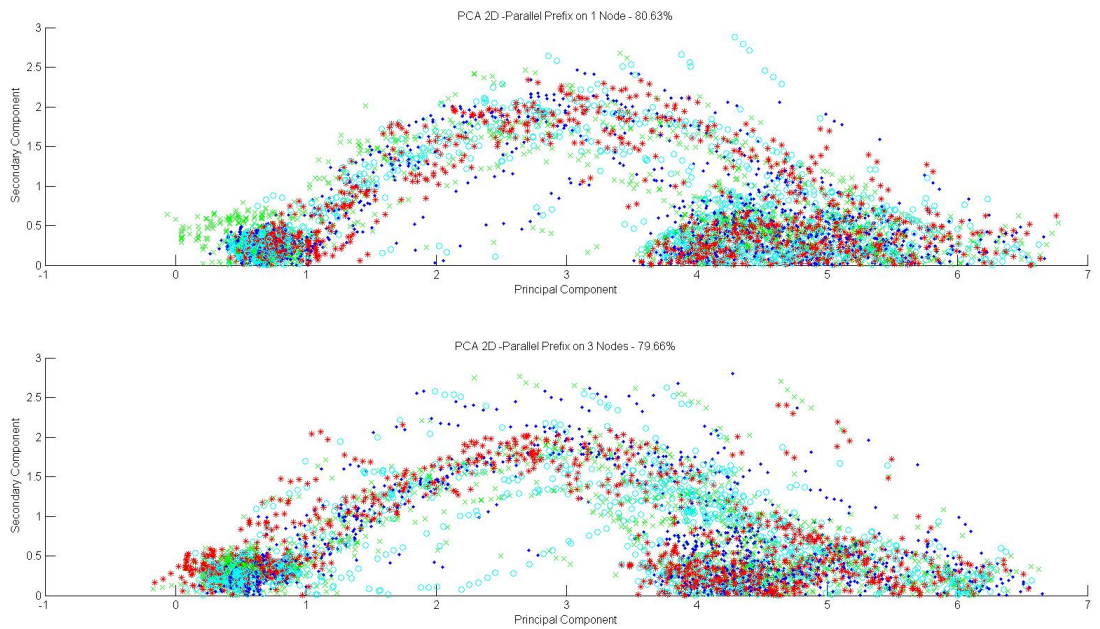 PCA 2D -Parallel Prefix on 1 Node - 80.63%
3
2.5
2
1.5
1
0.5
0
Secondary Component
-1 0 1 2 3 4 5 6 7
Principal Component
PCA 2D -Parallel Prefix on 3 Nodes - 79.66%
3
2.5
2
1.5
1
0.5
0
Secondary Component
-1 0 1 2 3 4 5 6 7
Principal Component